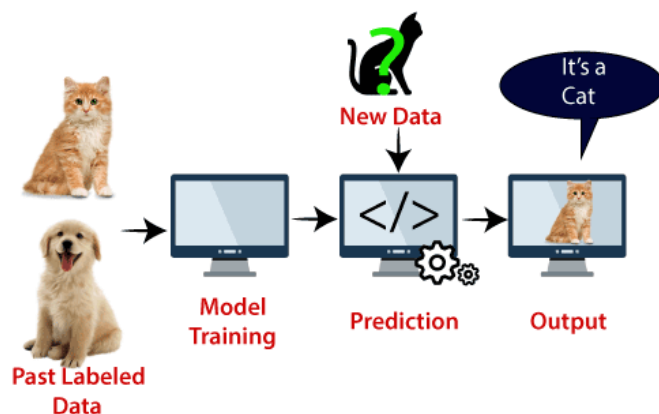 ?
New Data
It's a
Cat
</>
Past Labeled
Data
Model
Training
Prediction
Output